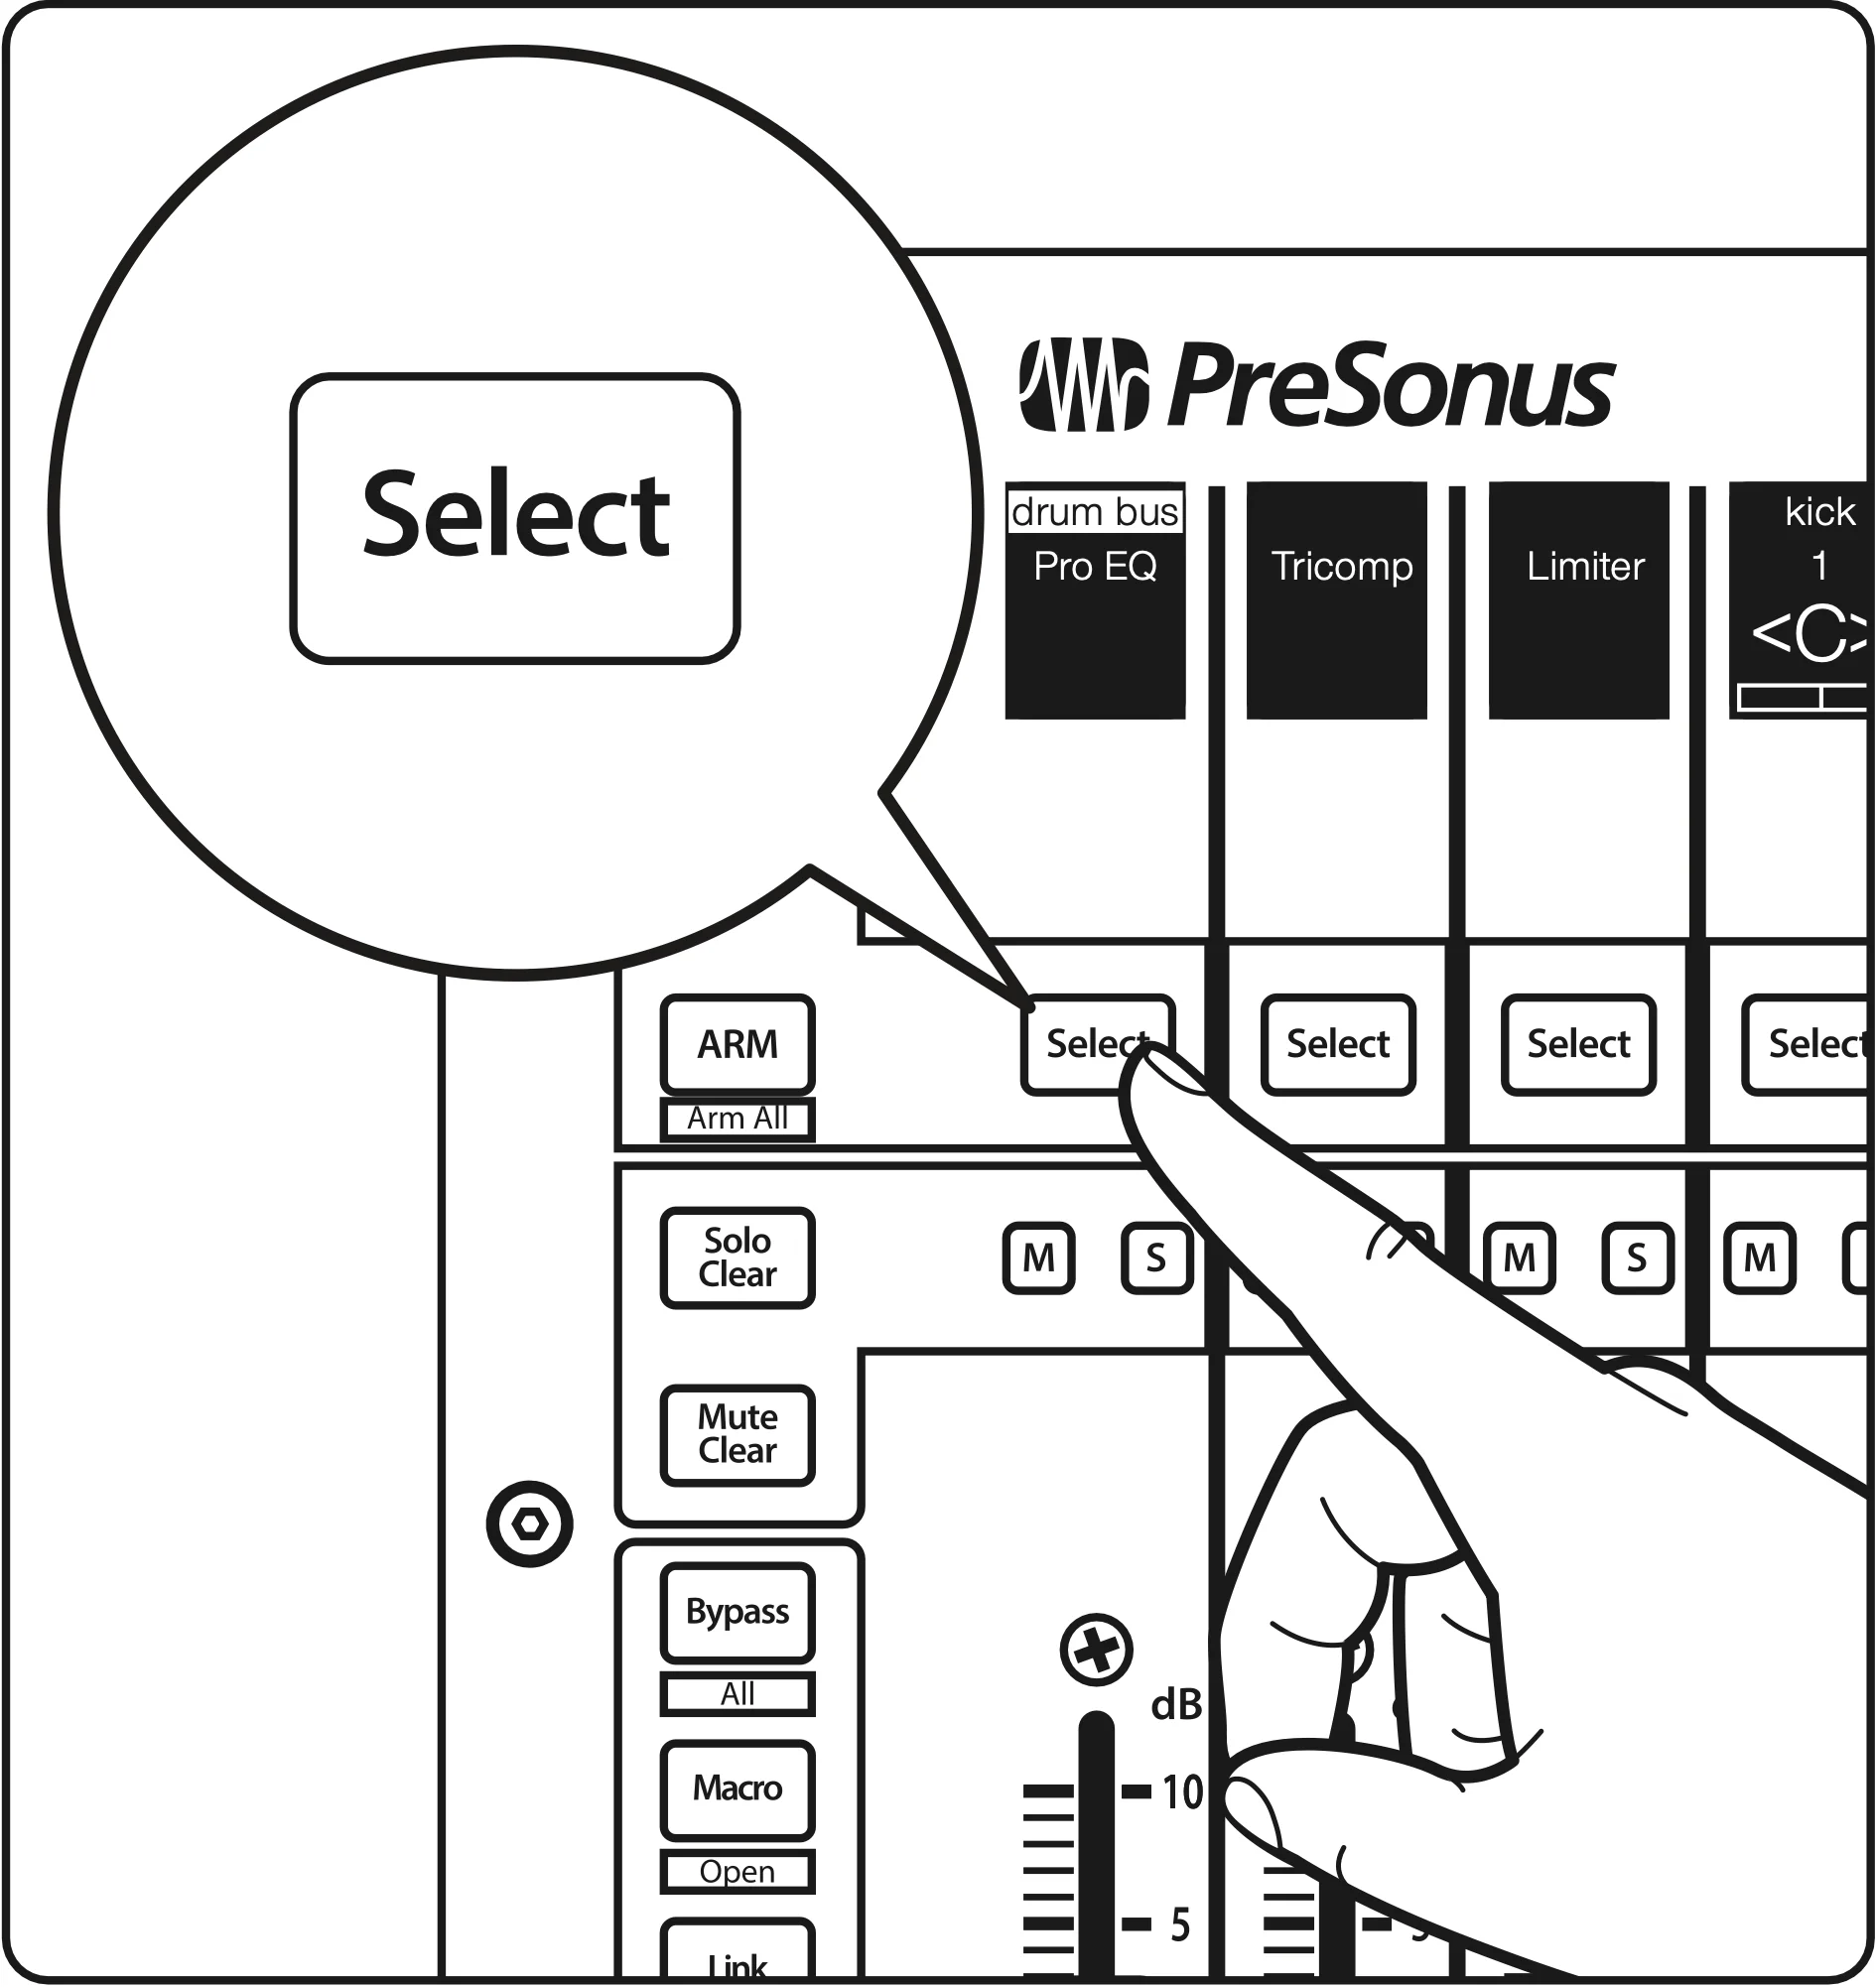 Select
PreSonus
drum bus
Pro EQ
Tricomp
Limiter
kick
1
<C>
ARM
Select
Select
Select
Select
Arm All
Solo
Clear
M
S
M
S
M
Mute
Clear
Bypass
All
dB
Macro
10
Open
5
5
Link